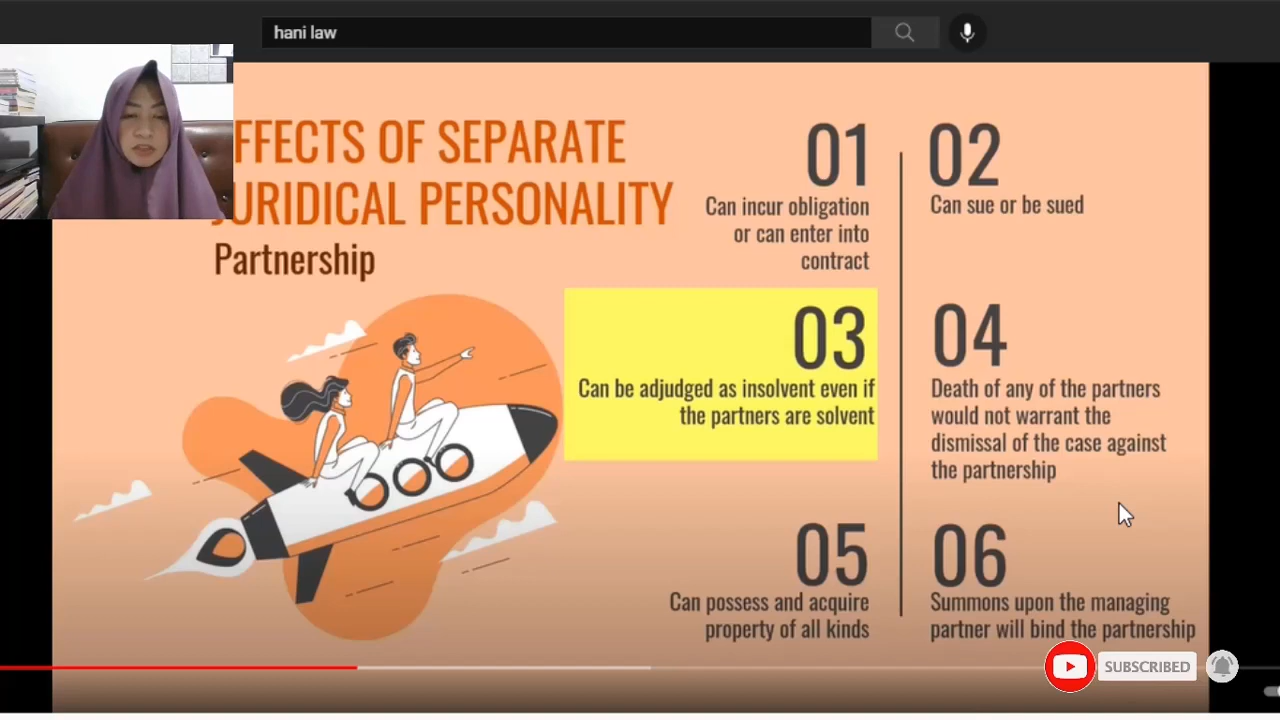 hani law
FFECTS OF SEPARATE
JURIDICAL PERSONALITY
Partnership
01
Can incur obligation
or can enter into
contract
02
Can sue or be sued
03
Can be adjudged as insolvent even if
the partners are solvent
04
Death of any of the partners
would not warrant the
dismissal of the case against
the partnership
05
Can possess and acquire
property of all kinds
06
Summons upon the managing
partner will bind the partnership
SUBSCRIBED